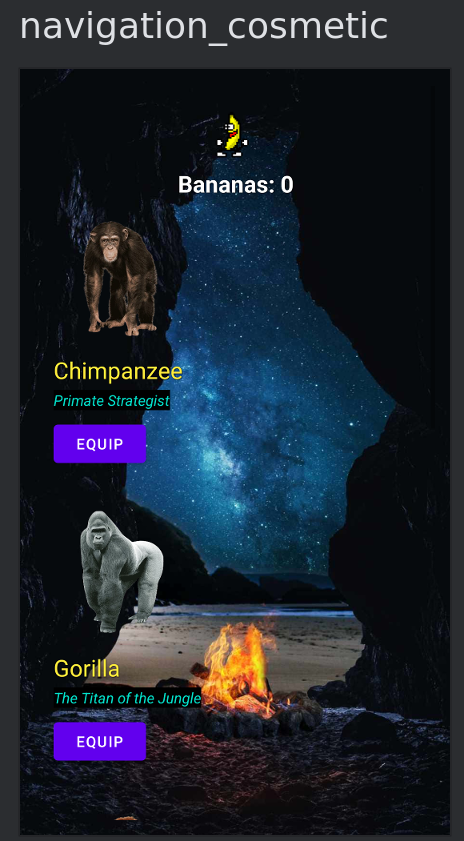 navigation_cosmetic
Bananas: 0
Chimpanzee
Primate Strategist
EQUIP
Gorilla
The Titan of the Jungle
EQUIP